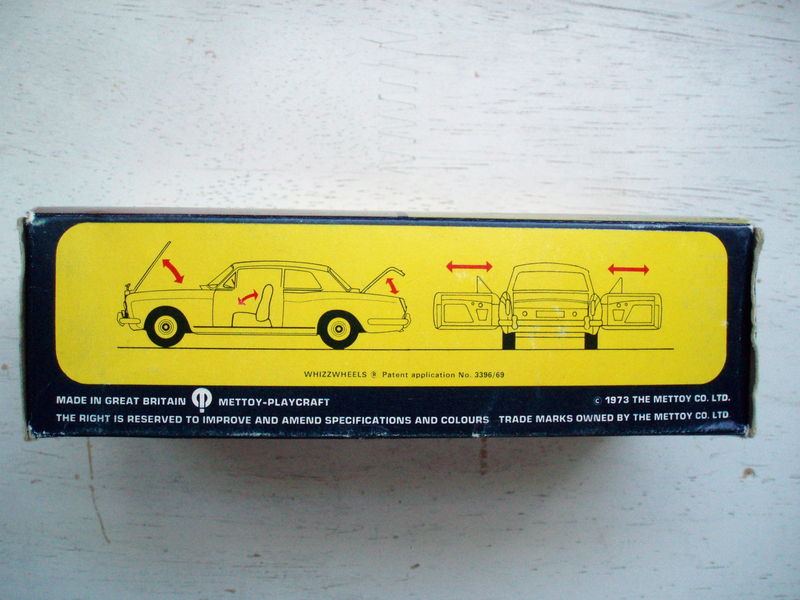 WHIZZWHEELS ® Patent application No. 3396/69
MADE IN GREAT BRITAIN METTOY-PLAYCRAFT © 1973 THE METTOY CO. LTD.
THE RIGHT IS RESERVED TO IMPROVE AND AMEND SPECIFICATIONS AND COLOURS TRADE MARKS OWNED BY THE METTOY CO. LTD